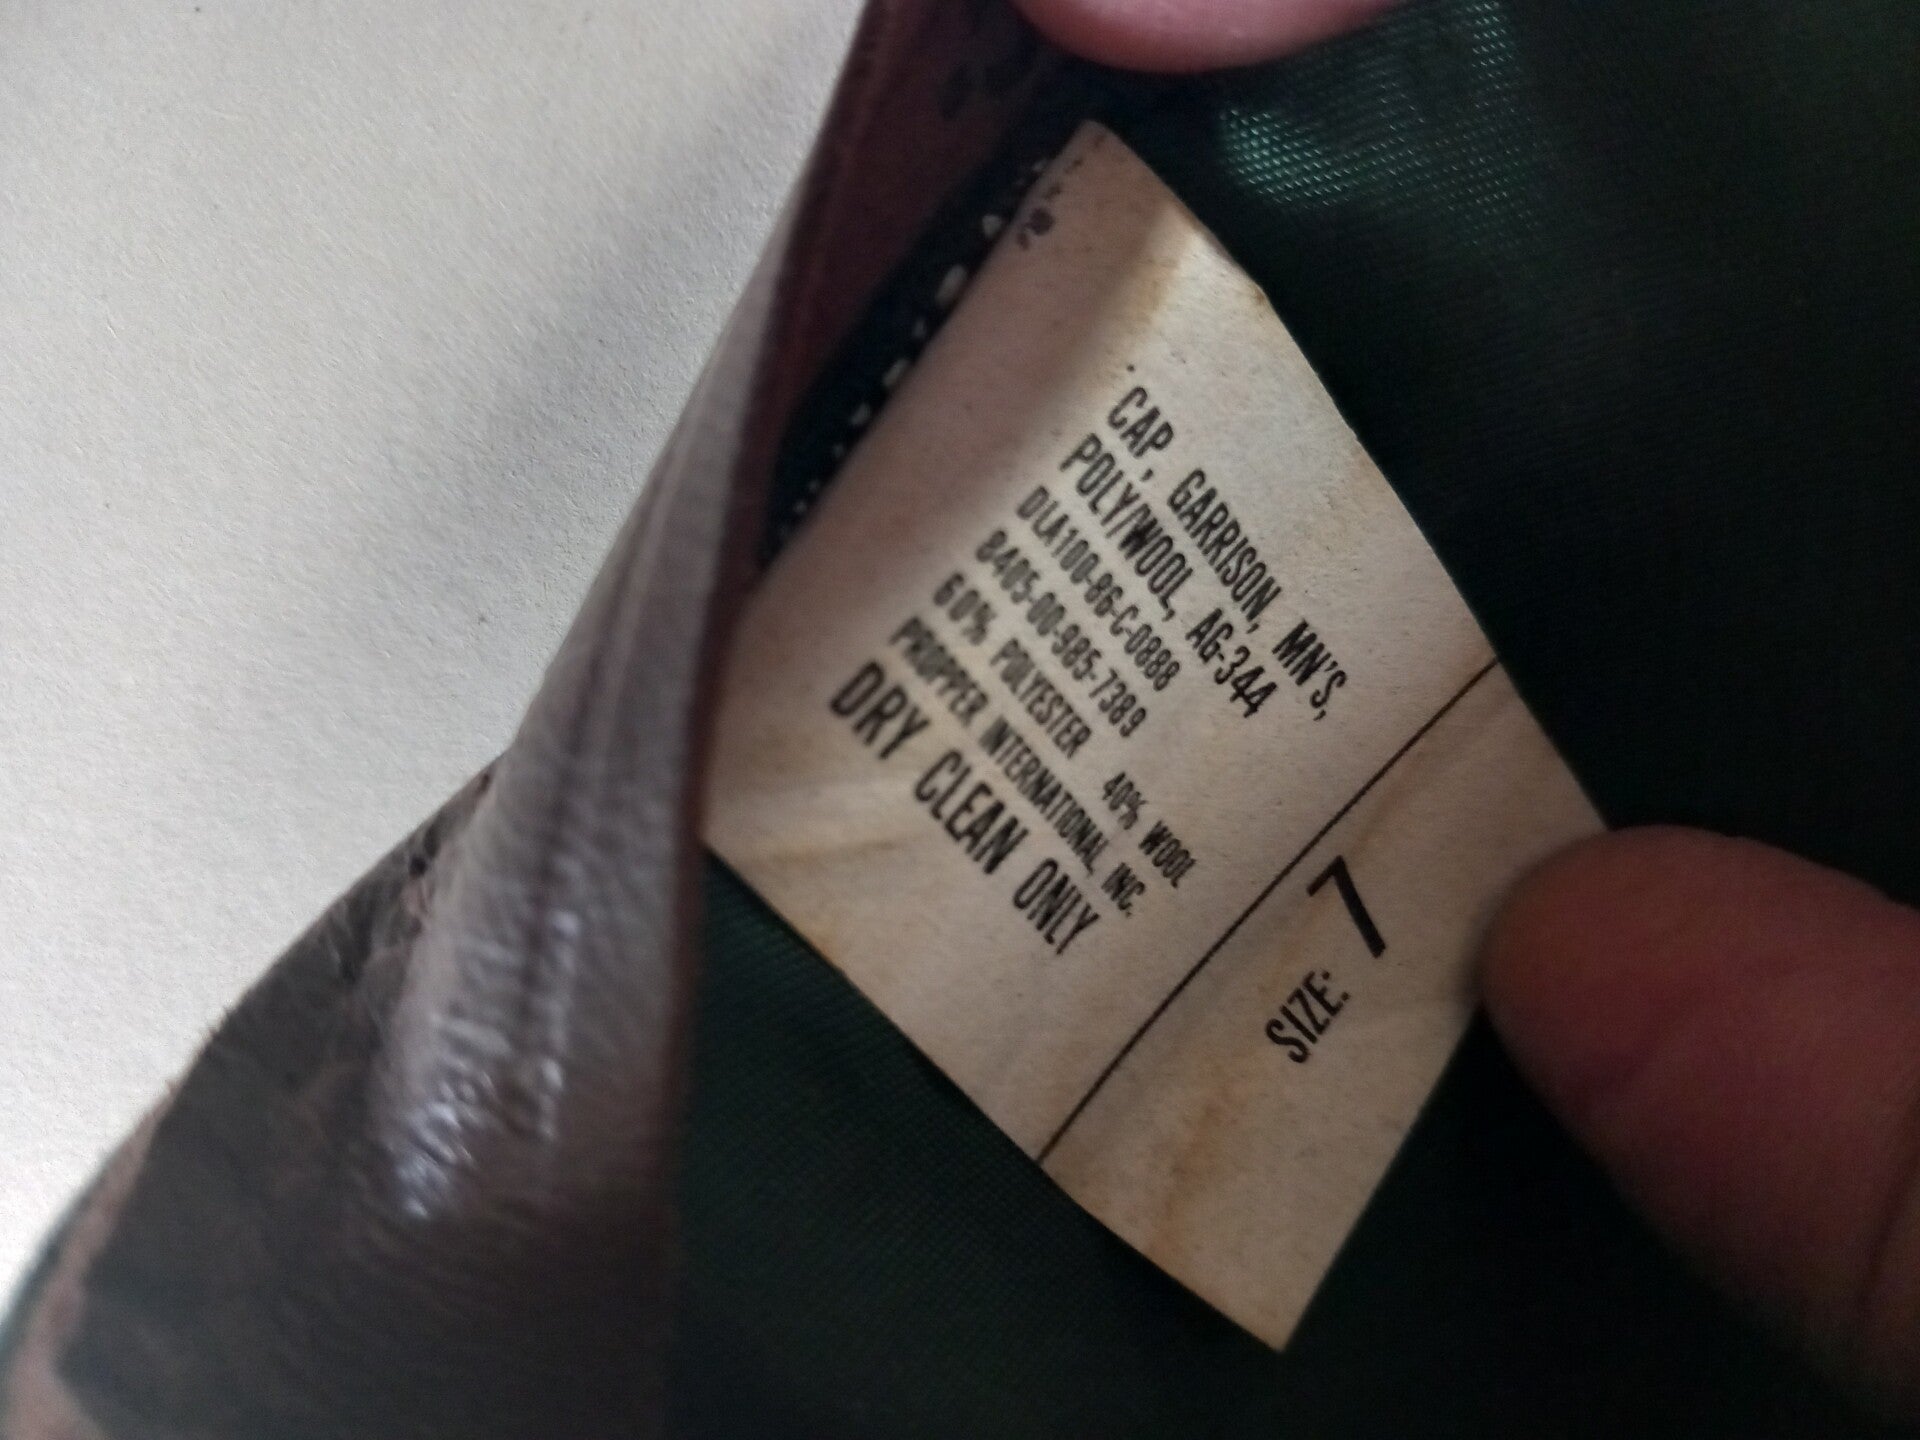 CAP, GARRISON, MN'S,
POLY/WOOL, AG-344
DLA100-86-C-0888
8405-00-985-7389
60% POLYESTER 40% WOOL
PROPPER INTERNATIONAL, INC.
DRY CLEAN ONLY
SIZE: 7